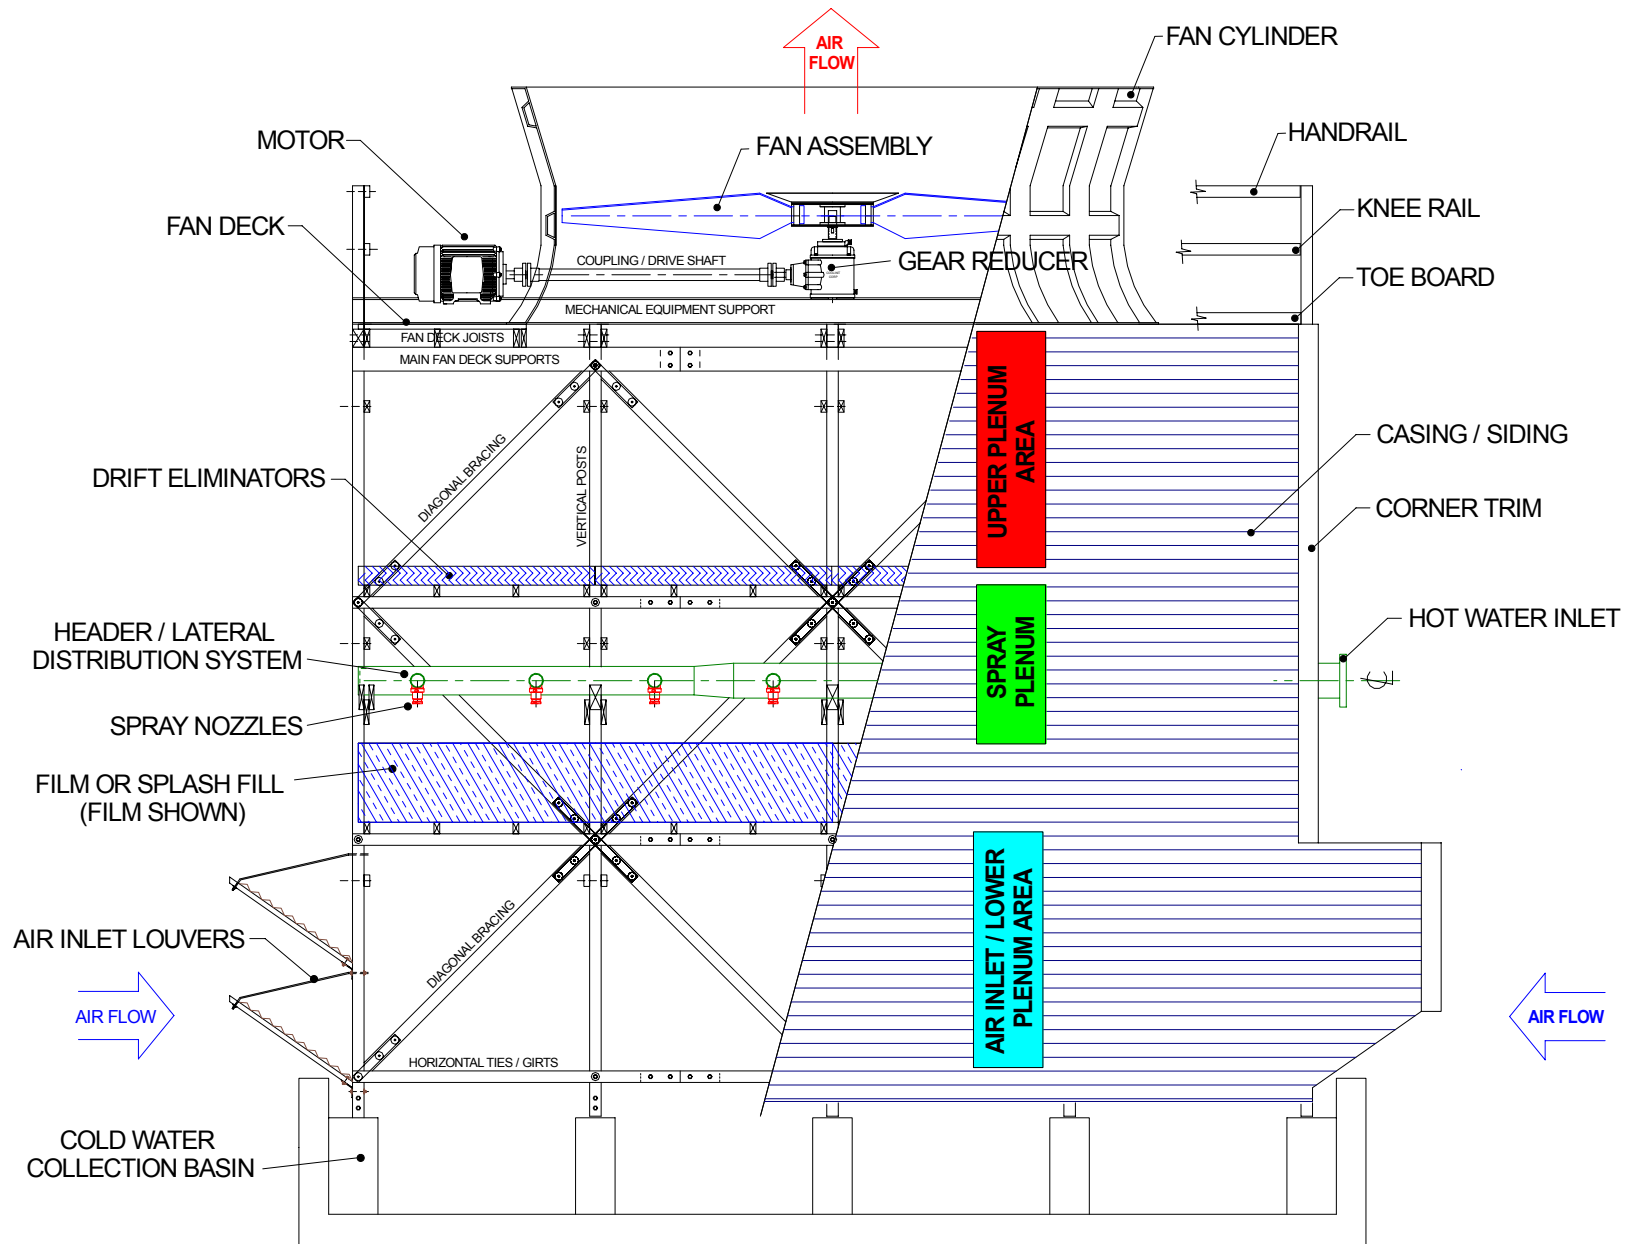 AIR
FLOW
FAN CYLINDER
MOTOR
FAN ASSEMBLY
HANDRAIL
FAN DECK
KNEE RAIL
COUPLING / DRIVE SHAFT
GEAR REDUCER
TOE BOARD
MECHANICAL EQUIPMENT SUPPORT
FAN DECK JOISTS
MAIN FAN DECK SUPPORTS
UPPER PLENUM
AREA
CASING / SIDING
DIAGONAL BRACING
VERTICAL POSTS
DRIFT ELIMINATORS
CORNER TRIM
HEADER / LATERAL
DISTRIBUTION SYSTEM
SPRAY
PLENUM
HOT WATER INLET
SPRAY NOZZLES
FILM OR SPLASH FILL
(FILM SHOWN)
AIR INLET / LOWER
PLENUM AREA
AIR INLET LOUVERS
DIAGONAL BRACING
AIR FLOW
AIR FLOW
HORIZONTAL TIES / GIRTS
COLD WATER
COLLECTION BASIN